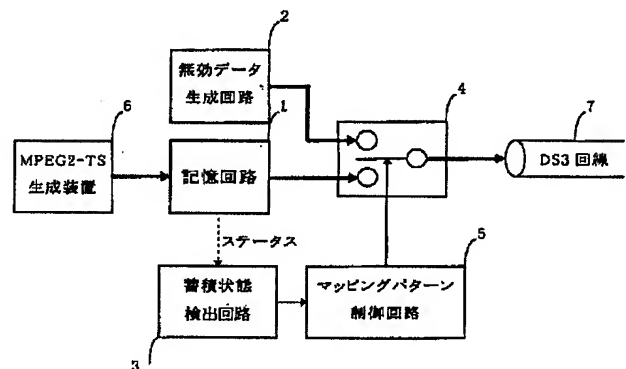 2
無効データ
生成回路
6
1
4
7
MPEG2-TS
生成装置
記憶回路
DS3 回線
ステータス
5
蓄積状態
検出回路
マッピングパターン
制御回路
3